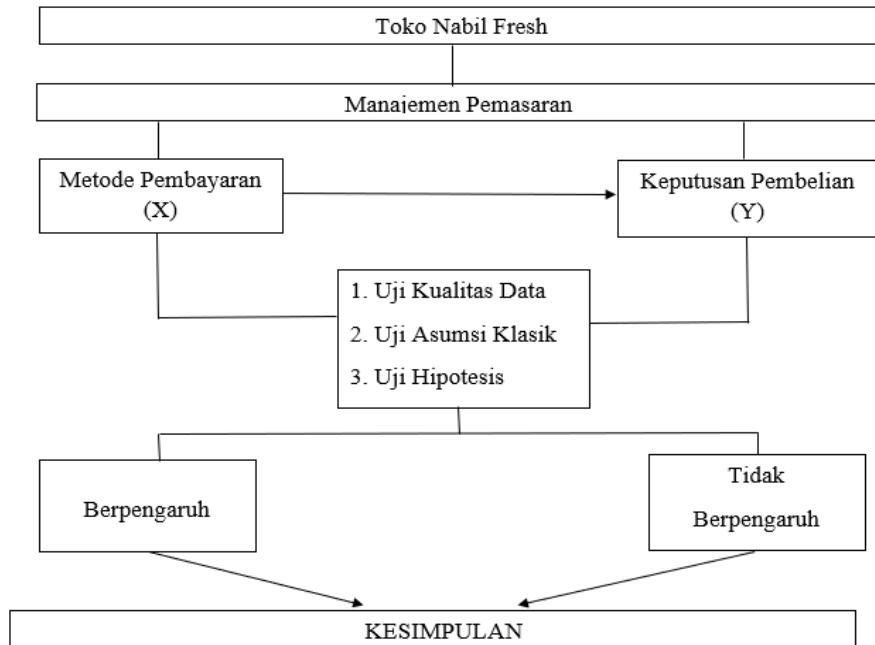 Toko Nabil Fresh
Manajemen Pemasaran
Metode Pembayaran
(X)
Keputusan Pembelian
(Y)
1. Uji Kualitas Data
2. Uji Asumsi Klasik
3. Uji Hipotesis
Berpengaruh
Tidak
Berpengaruh
KESIMPULAN